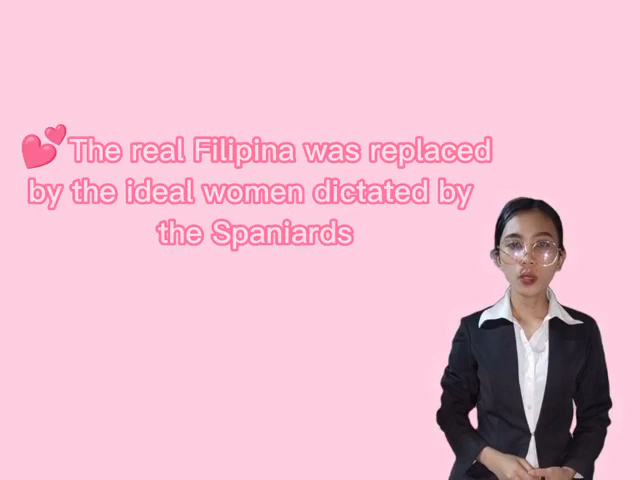 💕The real Filipina was replaced
by the ideal women dictated by
the Spaniards